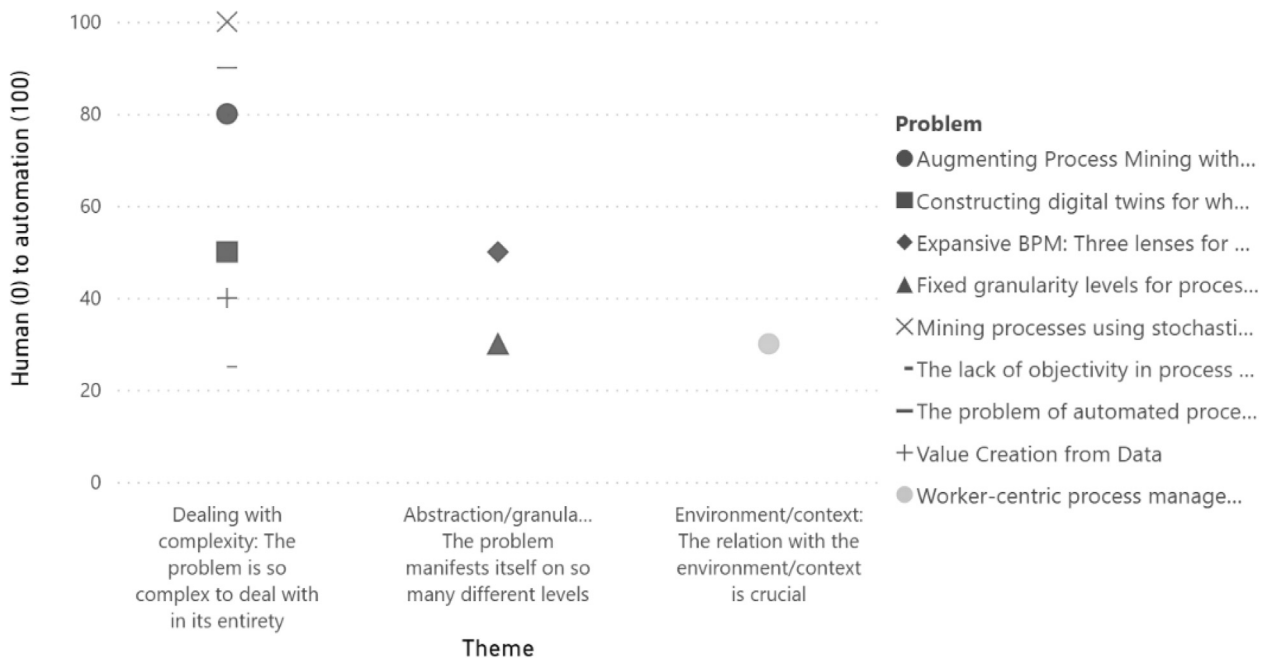 Human (0) to automation (100)
100
80
60
40
20
0
Dealing with
complexity: The
problem is so
complex to deal with
in its entirety
Abstraction/granula...
The problem
manifests itself on so
many different levels
Environment/context:
The relation with the
environment/context
is crucial
Theme
Problem
Augmenting Process Mining with...
Constructing digital twins for wh...
Expansive BPM: Three lenses for ...
Fixed granularity levels for proces...
Mining processes using stochasti...
The lack of objectivity in process ...
The problem of automated proce...
Value Creation from Data
Worker-centric process manage...